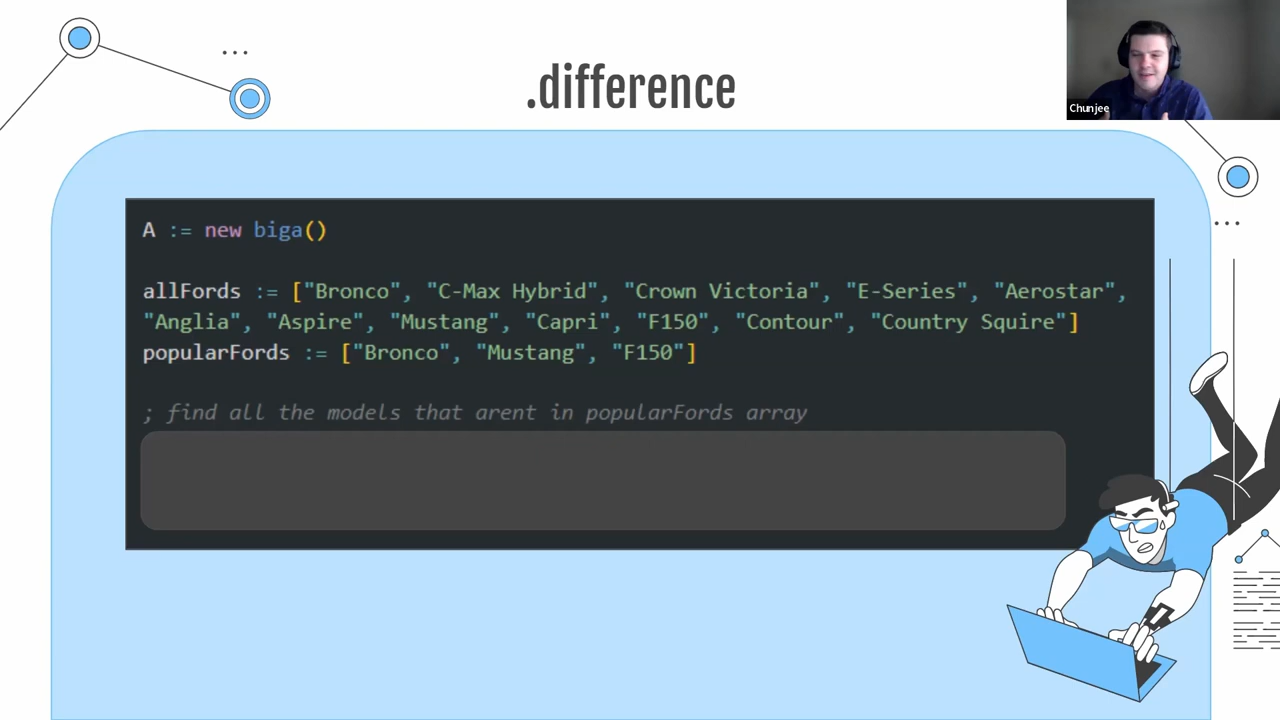 .difference
Chunjee
A := new biga()
allFords := ["Bronco", "C-Max Hybrid", "Crown Victoria", "E-Series", "Aerostar",
"Anglia", "Aspire", "Mustang", "Capri", "F150", "Contour", "Country Squire"]
popularFords := ["Bronco", "Mustang", "F150"]
; find all the models that arent in popularFords array